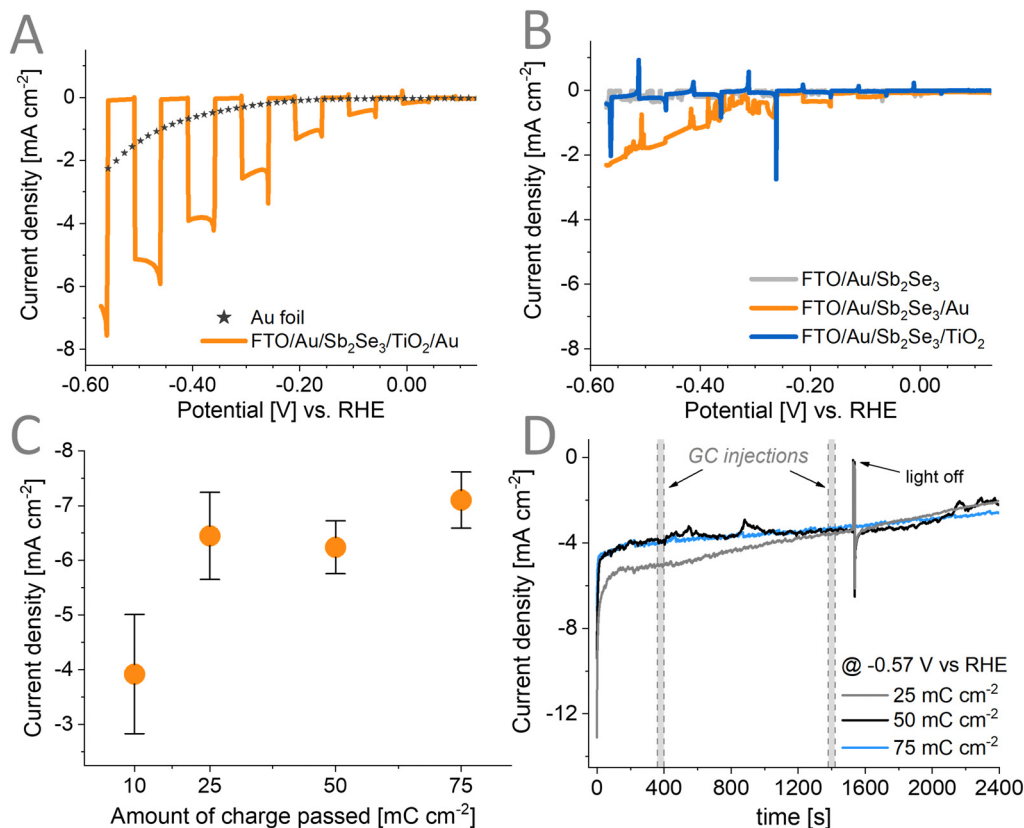 A
Current density [mA cm⁻²]
0
-2
-4
-6
-8
Au foil
FTO/Au/Sb₂Se₃/TiO₂/Au
-0.60
-0.40
-0.20
0.00
Potential [V] vs. RHE
B
Current density [mA cm⁻²]
0
-2
-4
-6
-8
FTO/Au/Sb₂Se₃
FTO/Au/Sb₂Se₃/Au
FTO/Au/Sb₂Se₃/TiO₂
-0.60
-0.40
-0.20
0.00
Potential [V] vs. RHE
C
Current density [mA cm⁻²]
-8
-7
-6
-5
-4
-3
10
25
50
75
Amount of charge passed [mC cm⁻²]
D
Current density [mA cm⁻²]
0
-4
-8
-12
GC injections
light off
@ -0.57 V vs RHE
25 mC cm⁻²
50 mC cm⁻²
75 mC cm⁻²
0
400
800
1200
1600
2000
2400
time [s]